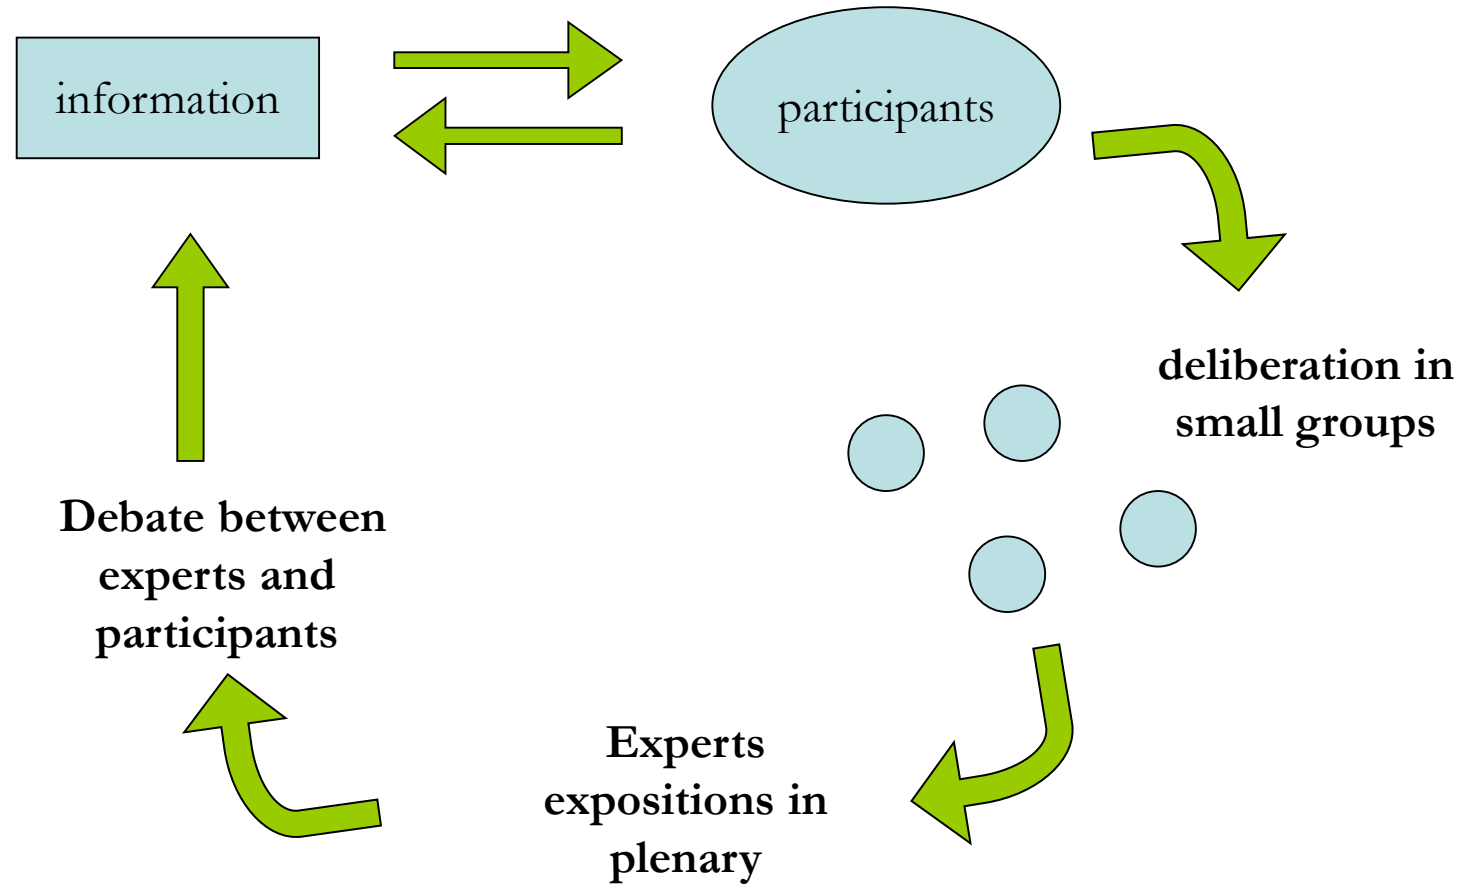 information
participants
deliberation in
small groups
Debate between
experts and
participants
Experts
expositions in
plenary